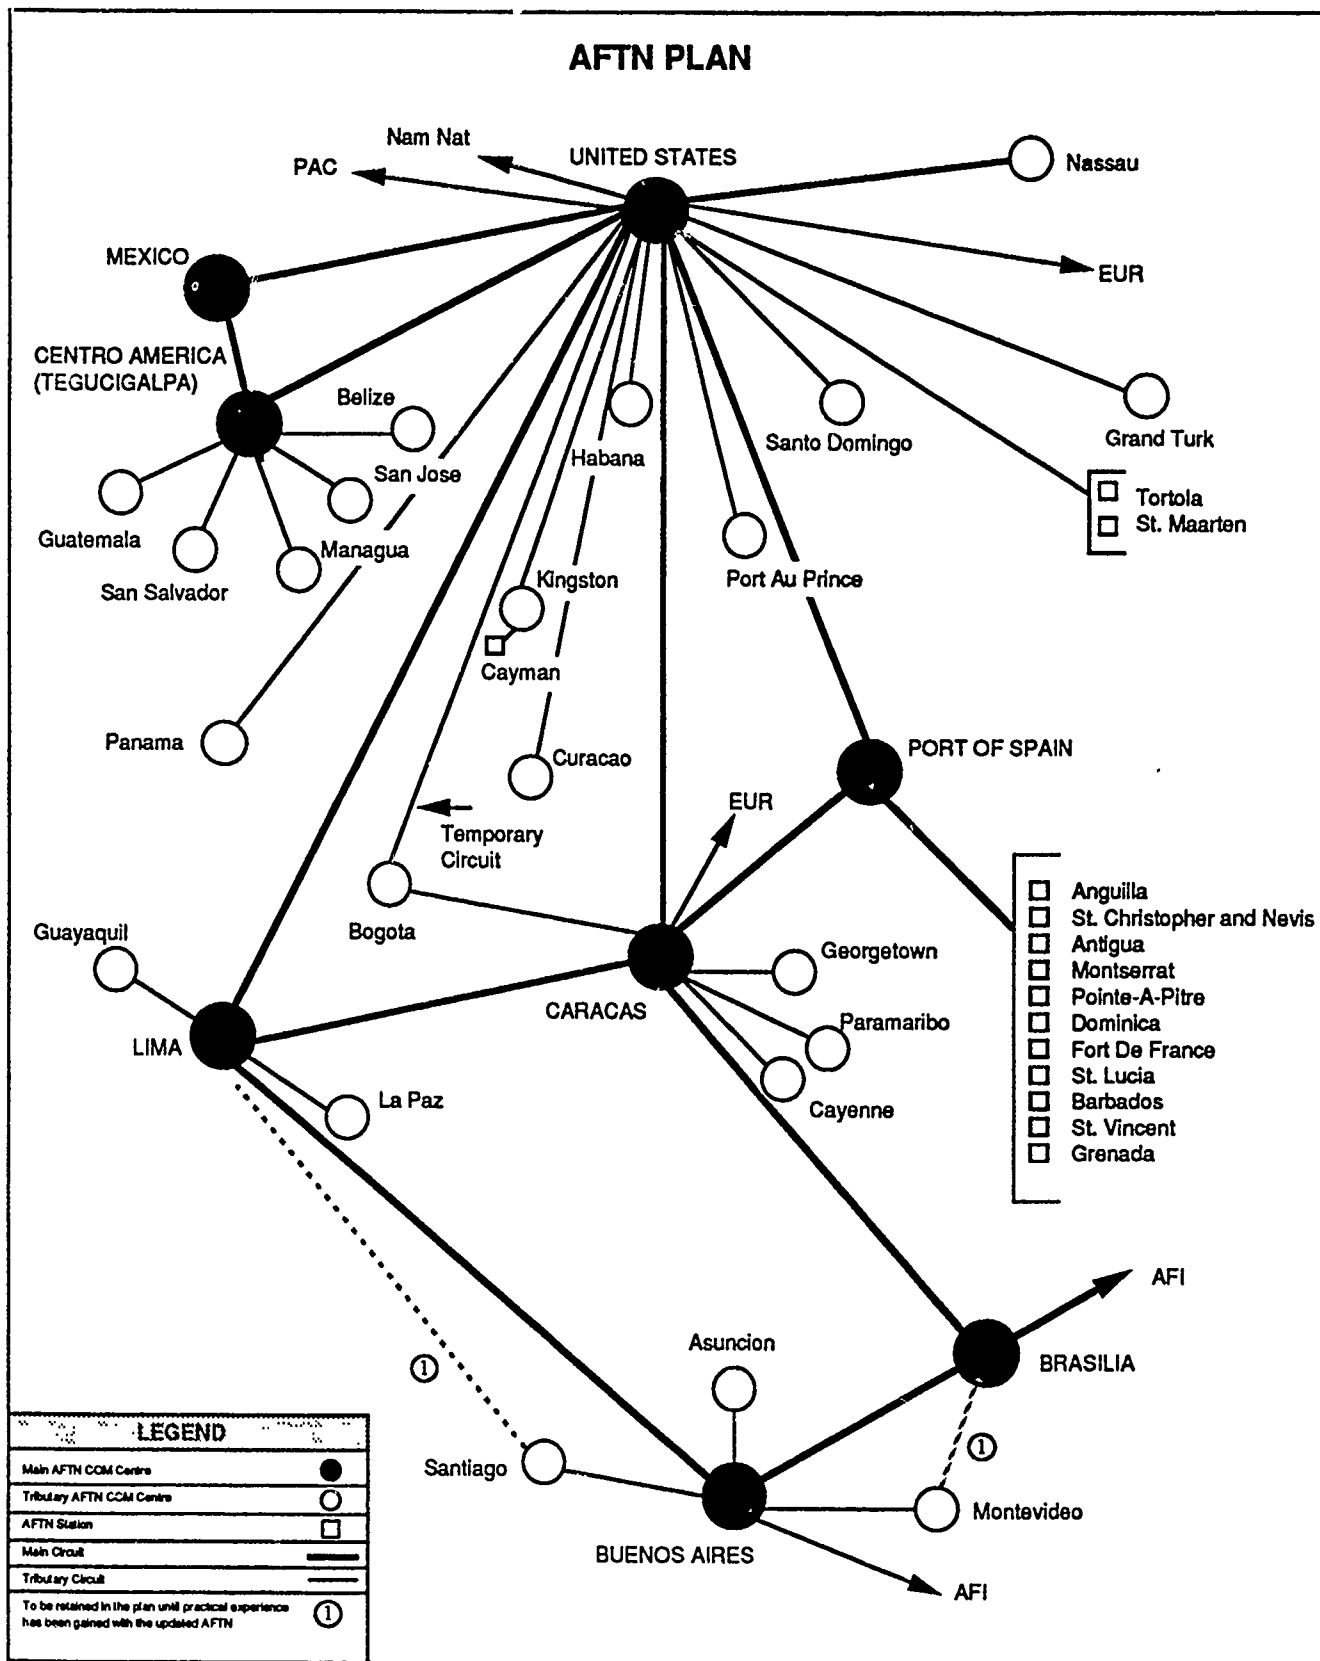 AFTN PLAN
Nam Nat
UNITED STATES
PAC
Nassau
MEXICO
EUR
CENTRO AMERICA
(TEGUCIGALPA)
Belize
San Jose
Habana
Santo Domingo
Grand Turk
Tortola
St. Maarten
Guatemala
Managua
San Salvador
Kingston
Port Au Prince
Cayman
Panama
Curacao
PORT OF SPAIN
EUR
Temporary
Circuit
Bogota
Guayaquil
Georgetown
CARACAS
LIMA
Paramaribo
La Paz
Cayenne
Anguilla
St. Christopher and Nevis
Antigua
Montserrat
Pointe-A-Pitre
Dominica
Fort De France
St. Lucia
Barbados
St. Vincent
Grenada
AFI
Asuncion
BRASILIA
1
1
Santiago
Montevideo
BUENOS AIRES
AFI
LEGEND
Main AFTN COM Centre
Tributary AFTN COM Centre
AFTN Station
Main Circuit
Tributary Circuit
To be retained in the plan until practical experience
has been gained with the updated AFTN
1